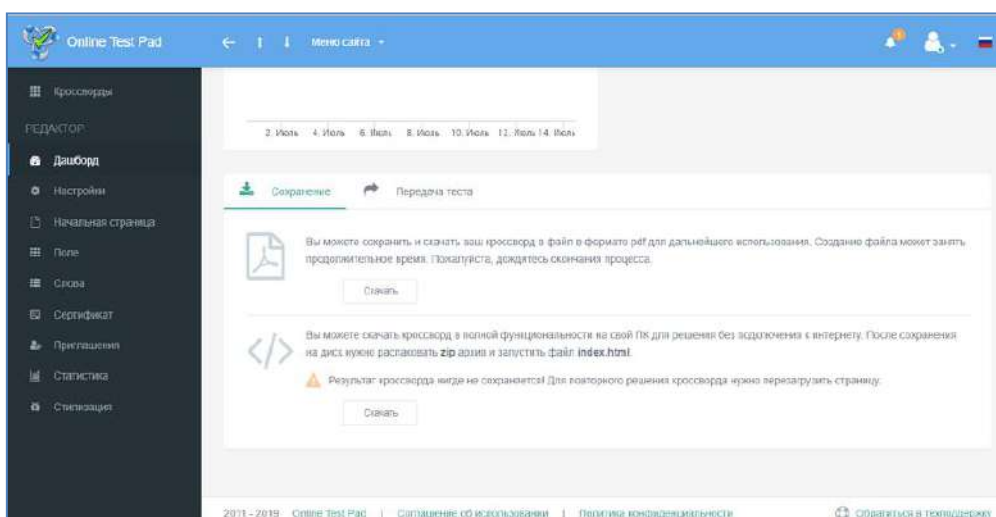 Online Test Pad
Меню сайта
Кроссворды
РЕДАКТОР
Дашборд
Настройки
Начальная страница
Поле
Слова
Сертификат
Приглашения
Статистика
Стилизация
2. Июль 4. Июль 6. Июль 8. Июль 10. Июль 12. Июль 14. Июль
Сохранение Передача теста
Вы можете сохранить и скачать ваш кроссворд в файл в формате pdf для дальнейшего использования. Создание файла может занять
продолжительное время. Пожалуйста, дождитесь окончания процесса.
Скачать
Вы можете скачать кроссворд в полной функциональности на свой ПК для решения без подключения к интернету. После сохранения
на диск нужно распаковать zip архив и запустить файл index.html.
Результат кроссворда нигде не сохраняется! Для повторного решения кроссворда нужно перезагрузить страницу.
Скачать
2011 - 2019 Online Test Pad | Соглашение об использовании | Политика конфиденциальности Обратиться в техподдержку